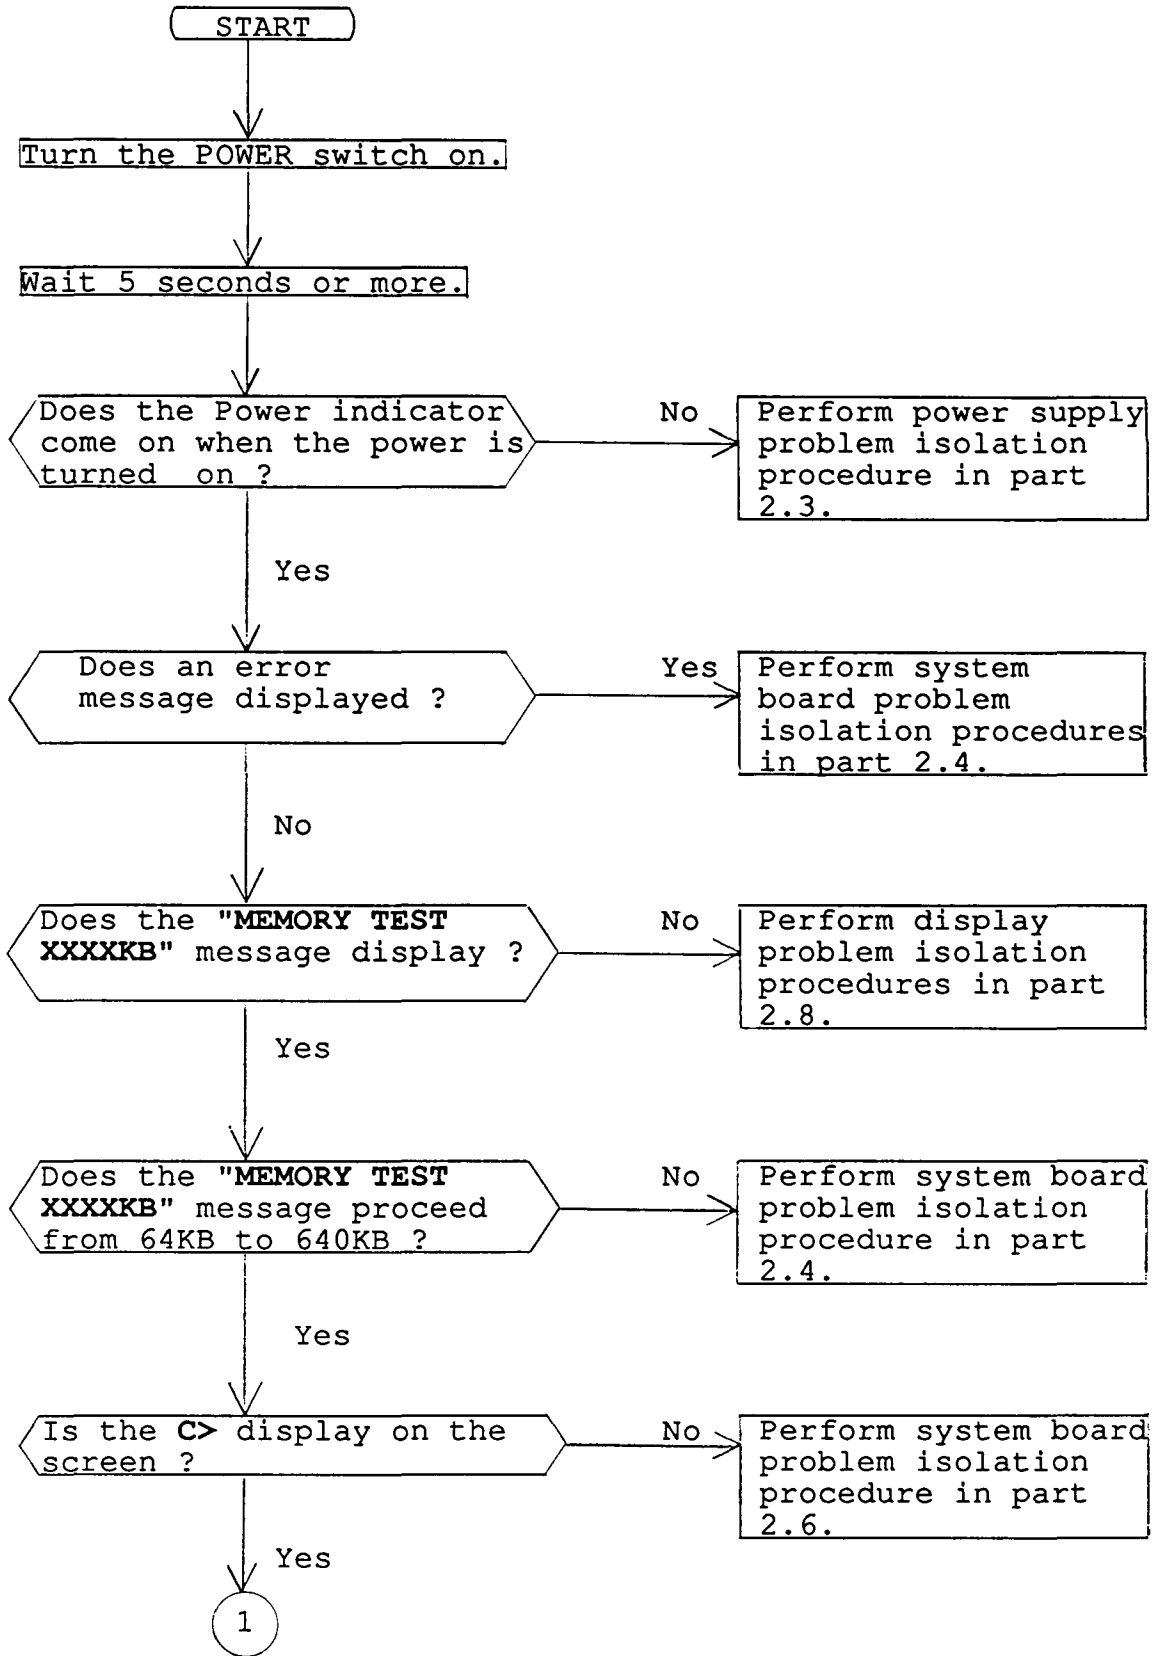 START
Turn the POWER switch on.
Wait 5 seconds or more.
Does the Power indicator
come on when the power is
turned on ?
No
Perform power supply
problem isolation
procedure in part
2.3.
Yes
Does an error
message displayed ?
Yes
Perform system
board problem
isolation procedures
in part 2.4.
No
Does the "MEMORY TEST
XXXXKB" message display ?
No
Perform display
problem isolation
procedures in part
2.8.
Yes
Does the "MEMORY TEST
XXXXKB" message proceed
from 64KB to 640KB ?
No
Perform system board
problem isolation
procedure in part
2.4.
Yes
Is the C> display on the
screen ?
No
Perform system board
problem isolation
procedure in part
2.6.
Yes
1